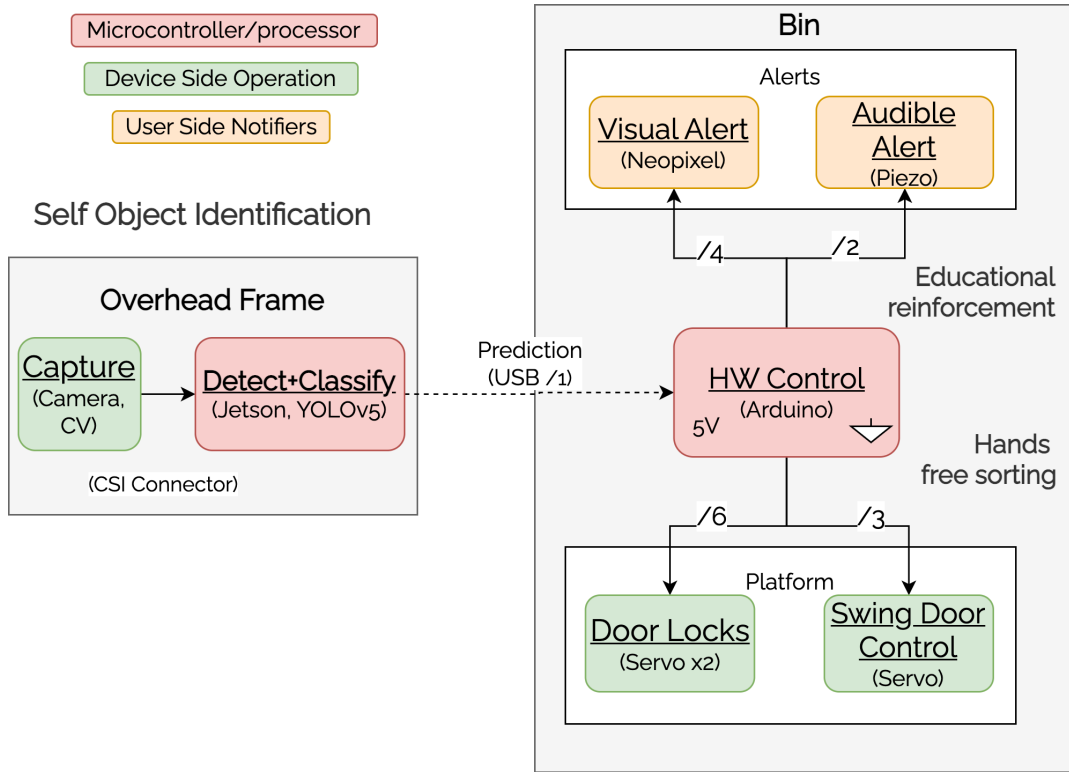 Microcontroller/processor
Device Side Operation
User Side Notifiers
Self Object Identification
Overhead Frame
Capture
(Camera,
CV)
Detect+Classify
(Jetson, YOLOv5)
(CSI Connector)
Prediction
(USB /1)
Bin
Alerts
Visual Alert
(Neopixel)
Audible
Alert
(Piezo)
/4
/2
Educational
reinforcement
HW Control
(Arduino)
5V
Hands
free sorting
/6
/3
Platform
Door Locks
(Servo x2)
Swing Door
Control
(Servo)